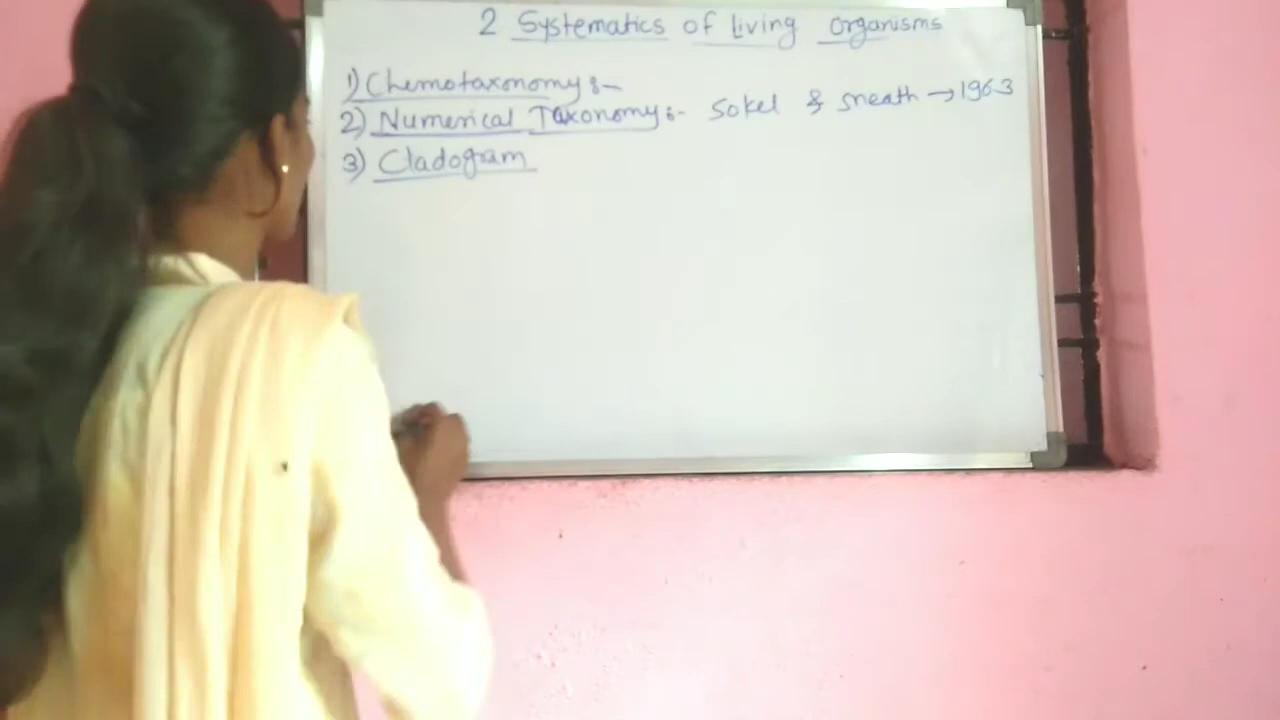 2 Systematics of Living Organisms
1) Chemotaxonomy :-
2) Numerical Taxonomy :- Sokel & sneath → 1963
3) Cladogram